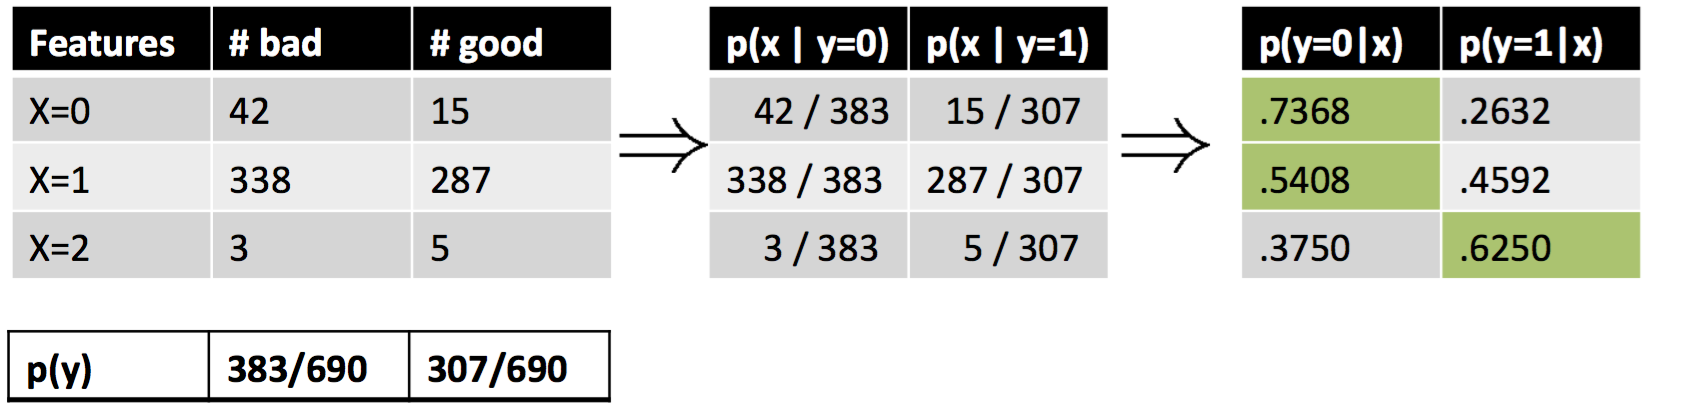 Features # bad # good p(x | y=0) p(x | y=1) p(y=0|x) p(y=1|x)
X=0 42 15 42 / 383 15 / 307 .7368 .2632
X=1 338 287 338 / 383 287 / 307 .5408 .4592
X=2 3 5 3 / 383 5 / 307 .3750 .6250
p(y) 383/690 307/690